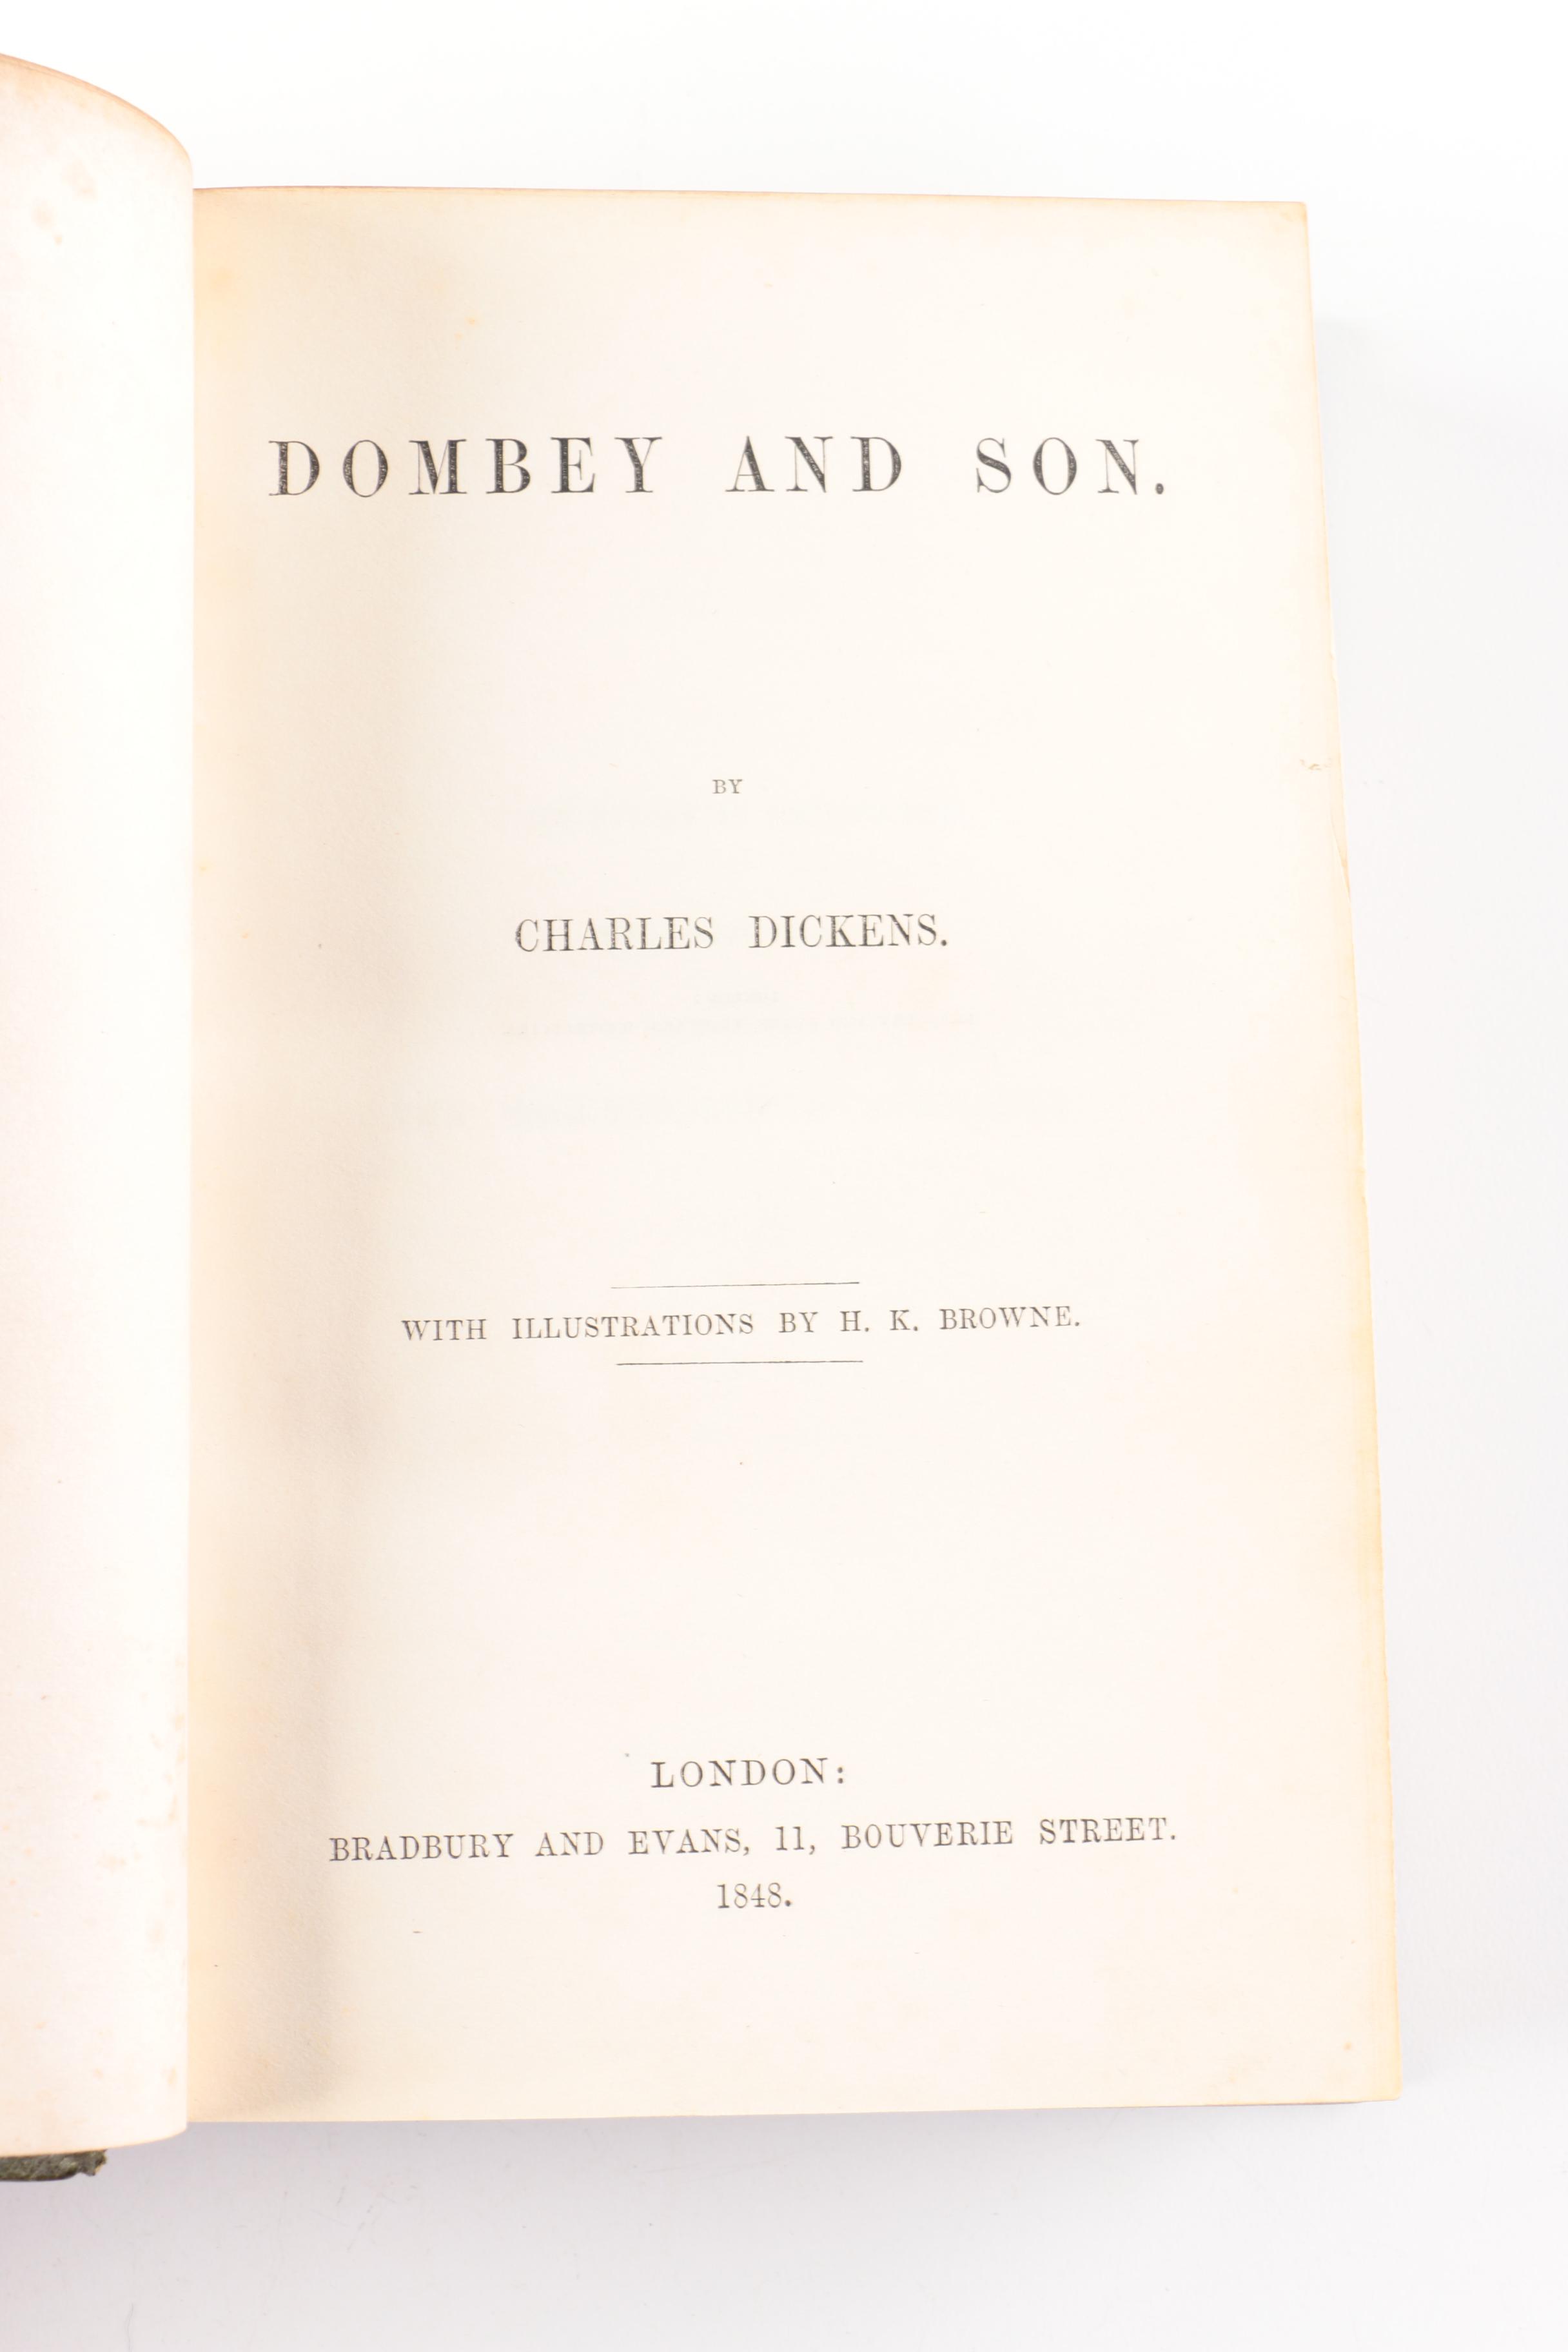 DOMBEY AND SON.
BY
CHARLES DICKENS.
WITH ILLUSTRATIONS BY H. K. BROWNE.
LONDON:
BRADBURY AND EVANS, 11, BOUVERIE STREET.
1848.